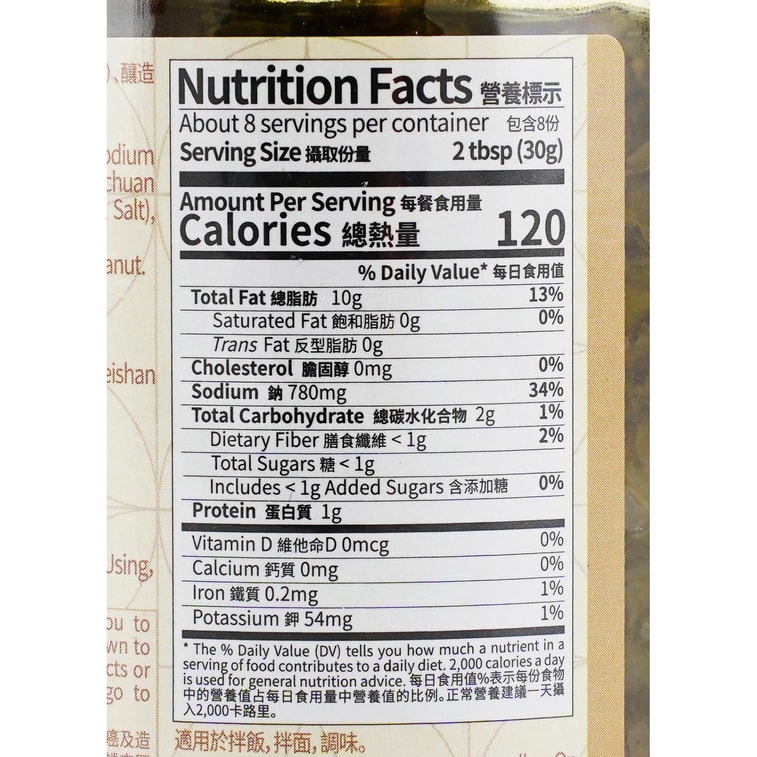 、釀造
odium
chuan
Salt),
anut.
eishan
Using,
ou to
wn to
cts or
go to
及造
Nutrition Facts 營養標示
About 8 servings per container 包含8份
Serving Size 攝取份量 2 tbsp (30g)
Amount Per Serving 每餐食用量
Calories 總熱量 120
% Daily Value* 每日食用值
Total Fat 總脂肪 10g 13%
Saturated Fat 飽和脂肪 0g 0%
Trans Fat 反型脂肪 0g
Cholesterol 膽固醇 0mg 0%
Sodium 鈉 780mg 34%
Total Carbohydrate 總碳水化合物 2g 1%
Dietary Fiber 膳食纖維 < 1g 2%
Total Sugars 糖 < 1g
Includes < 1g Added Sugars 含添加糖 0%
Protein 蛋白質 1g
Vitamin D 維他命D 0mcg 0%
Calcium 鈣質 0mg 0%
Iron 鐵質 0.2mg 1%
Potassium 鉀 54mg 1%
* The % Daily Value (DV) tells you how much a nutrient in a
serving of food contributes to a daily diet. 2,000 calories a day
is used for general nutrition advice. 每日食用值%表示每份食物
中的營養值占每日食用量中營養值的比例。正常營養建議一天攝
入2,000卡路里。
適用於拌飯, 拌面, 調味。